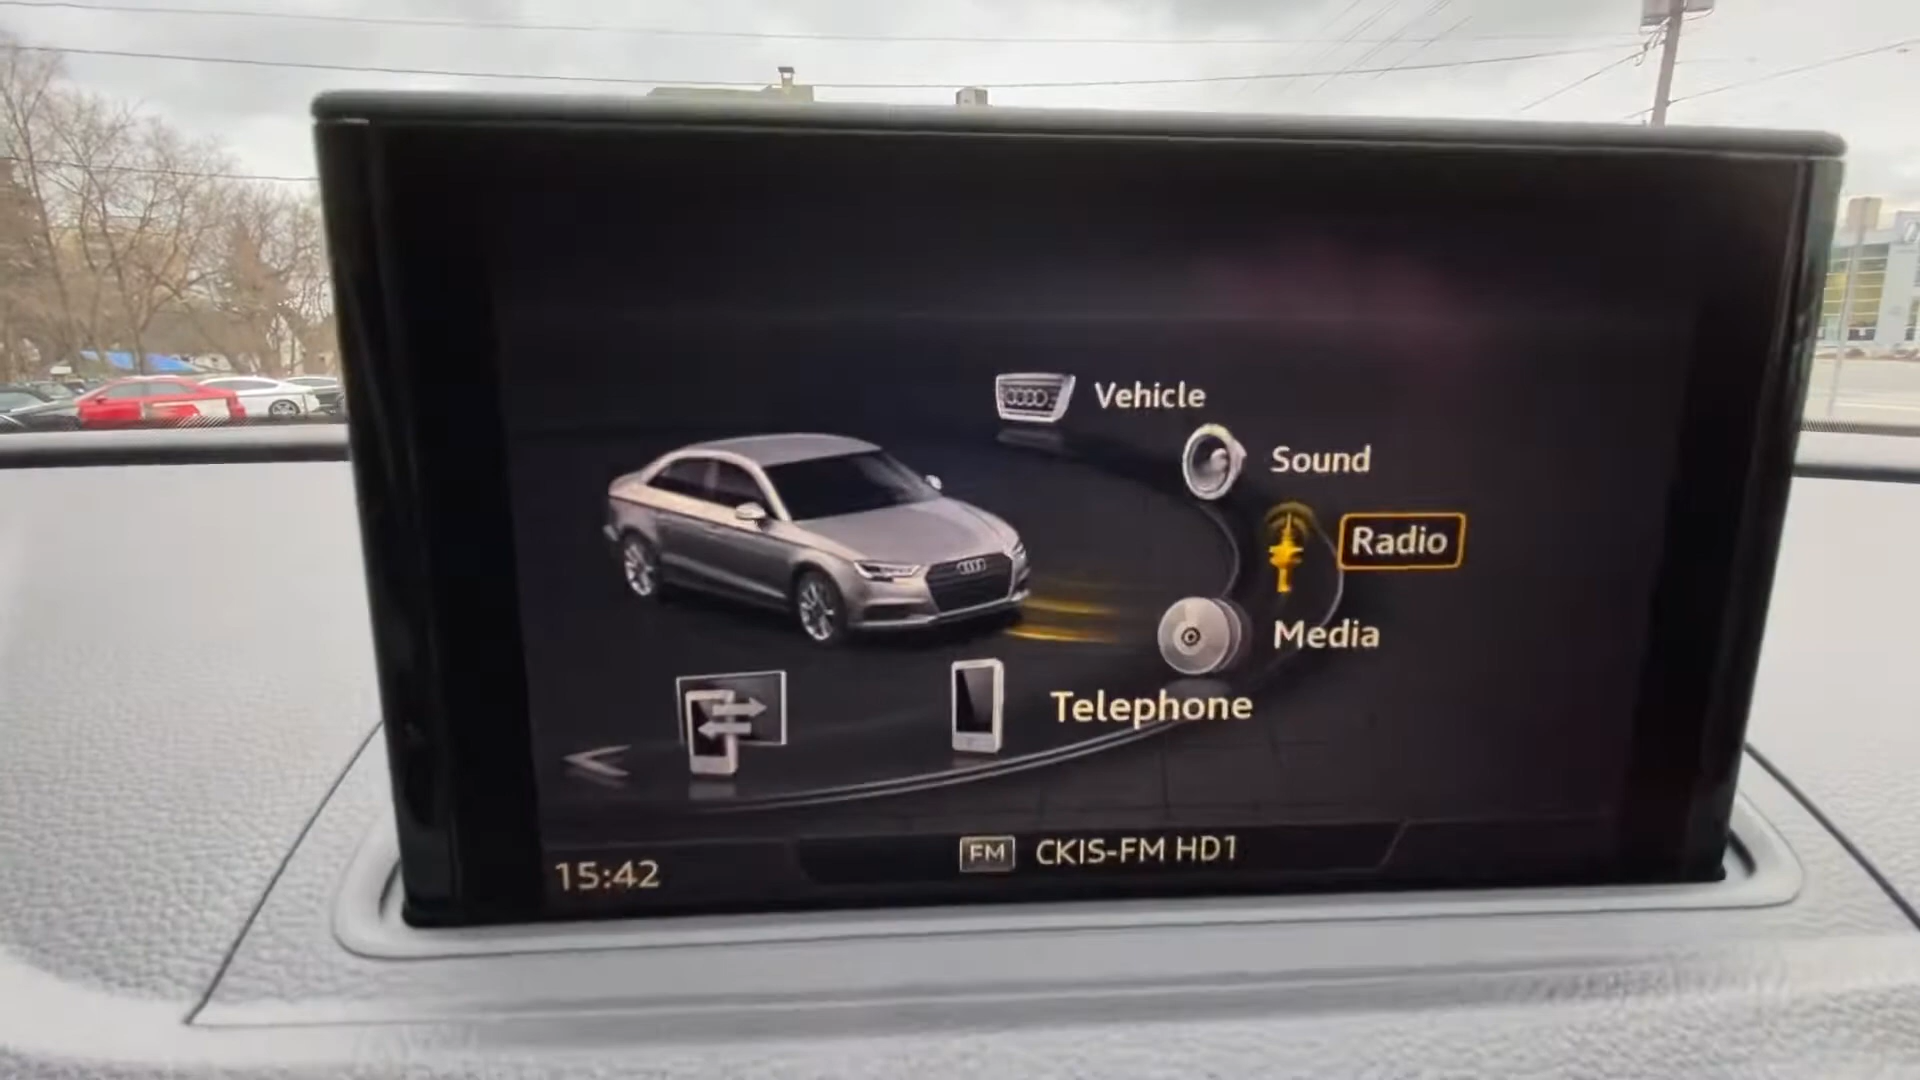 Vehicle
Sound
Radio
Media
Telephone
15:42
FM CKIS-FM HD1